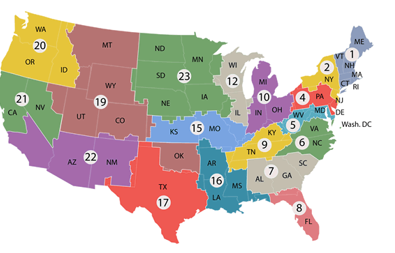 WA
20
OR
ID
MT
WY
19
UT
CO
21
CA
NV
AZ
22
NM
ND
MN
SD
23
NE
IA
KS
15
MO
OK
TX
17
WI
12
IL
MI
10
IN
OH
KY
9
TN
AR
16
MS
LA
AL
7
GA
SC
8
FL
VA
6
NC
WV
5
MD
4
PA
NJ
DE
Wash. DC
2
NY
ME
1
VT
NH
MA
CT
RI